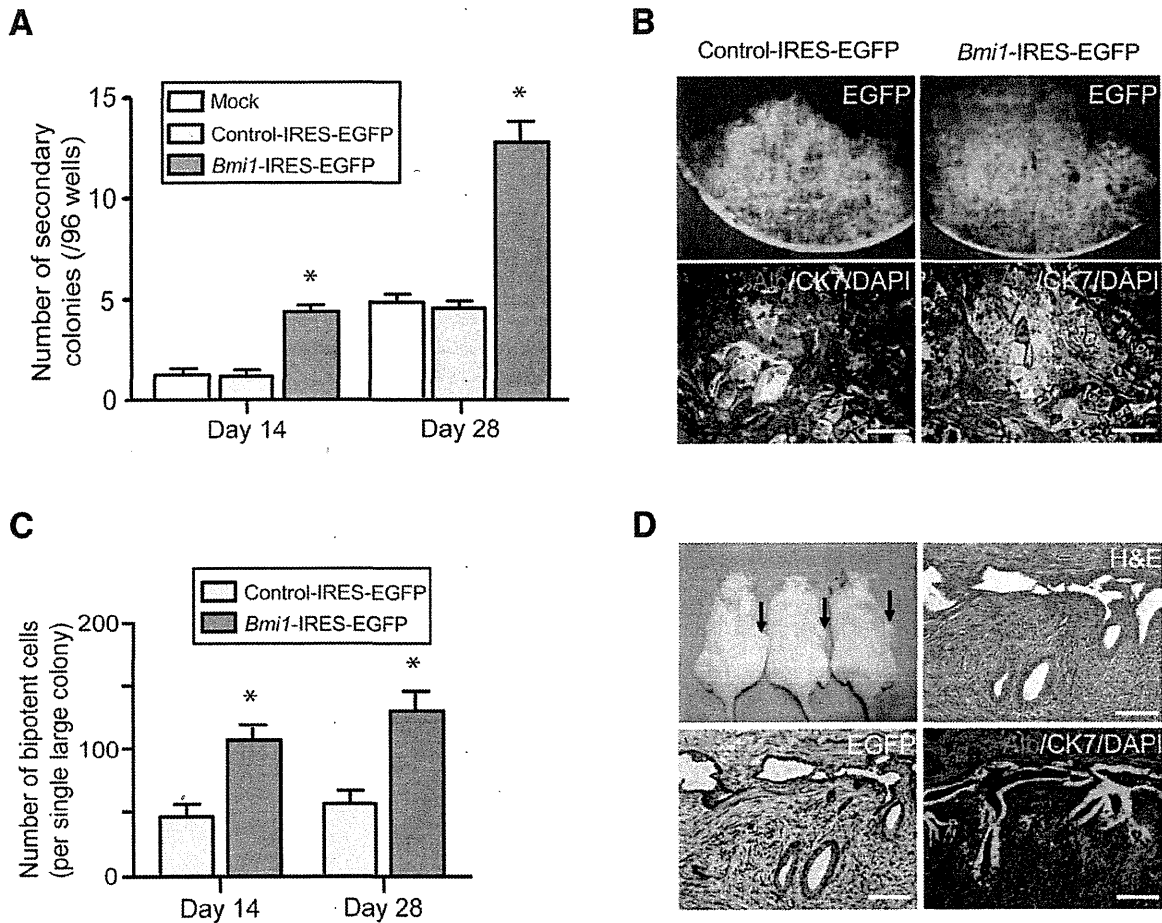 A
Number of secondary
colonies (/96 wells)
15
10
5
0
Mock
Control-IRES-EGFP
Bmi1-IRES-EGFP
*
*
Day 14
Day 28
B
Control-IRES-EGFP
Bmi1-IRES-EGFP
EGFP
EGFP
Alb/CK7/DAPI
/CK7/DAPI
C
Number of bipotent cells
(per single large colony)
200
100
0
Control-IRES-EGFP
Bmi1-IRES-EGFP
*
*
Day 14
Day 28
D
H&E
EGFP
Alb/CK7/DAPI